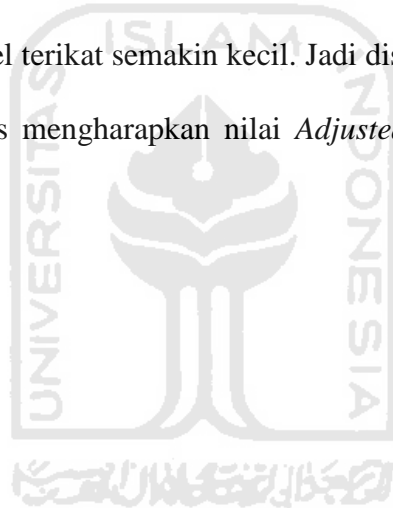 el terikat semakin kecil. Jadi dis
s mengharapkan nilai Adjusted
UNIVERSITAS
ISLAM
INDONESIA